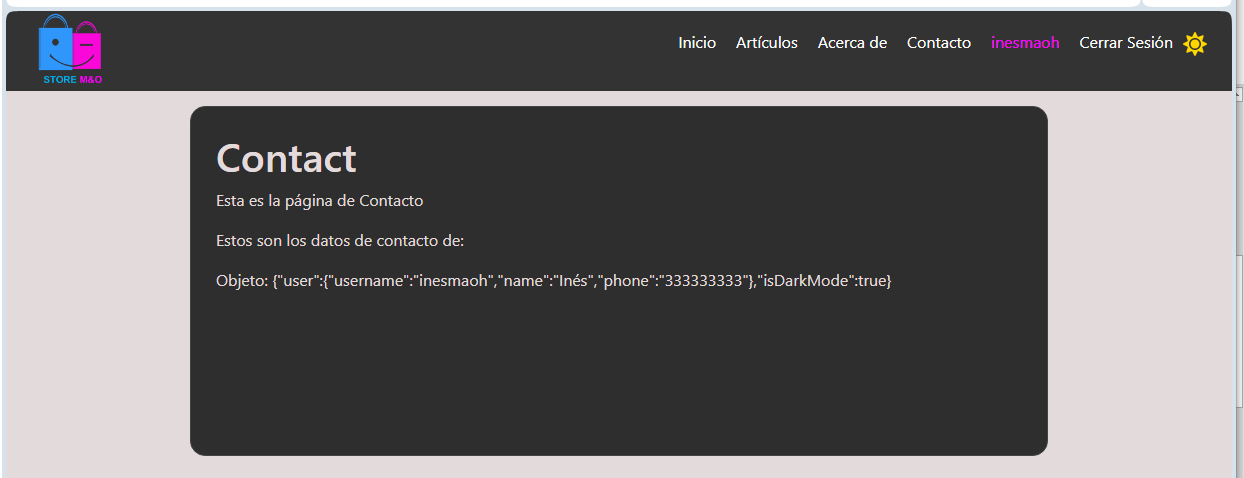 STORE M&O
Inicio Artículos Acerca de Contacto inesmaoh Cerrar Sesión
Contact
Esta es la página de Contacto
Estos son los datos de contacto de:
Objeto: {"user":{"username":"inesmaoh","name":"Inés","phone":"333333333"},"isDarkMode":true}